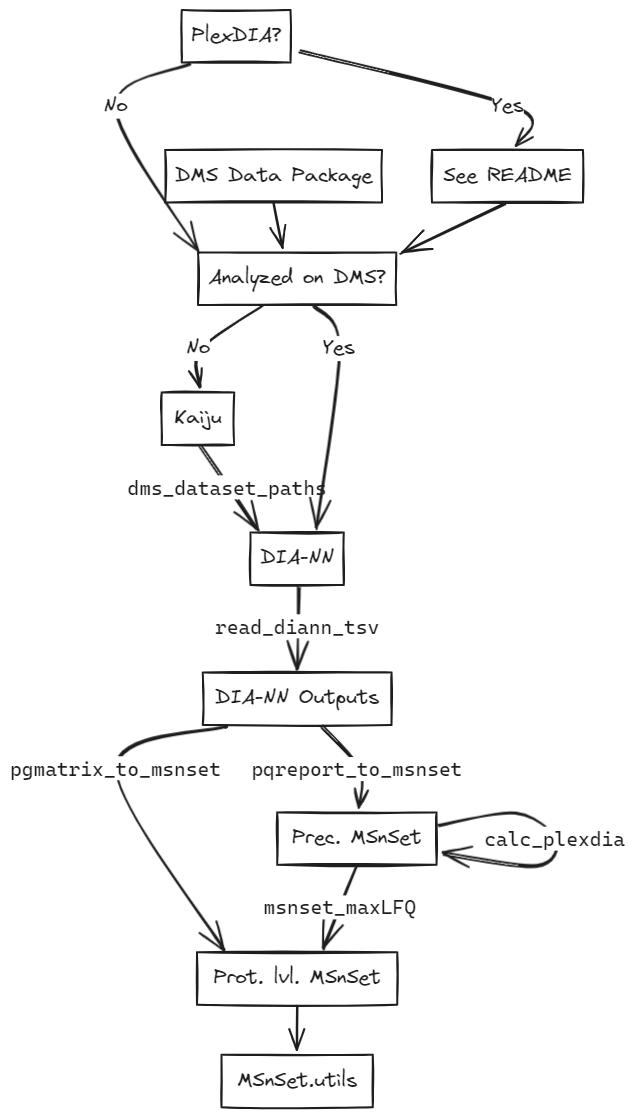 PlexDIA?
No
Yes
DMS Data Package
See README
Analyzed on DMS?
No
Yes
Kaiju
dms_dataset_paths
DIA-NN
read_diann_tsv
DIA-NN Outputs
pgmatrix_to_msnset
pqreport_to_msnset
Prec. MSnSet
calc_plexdia
msnset_maxLFQ
Prot. lvl. MSnSet
MSnSet.utils